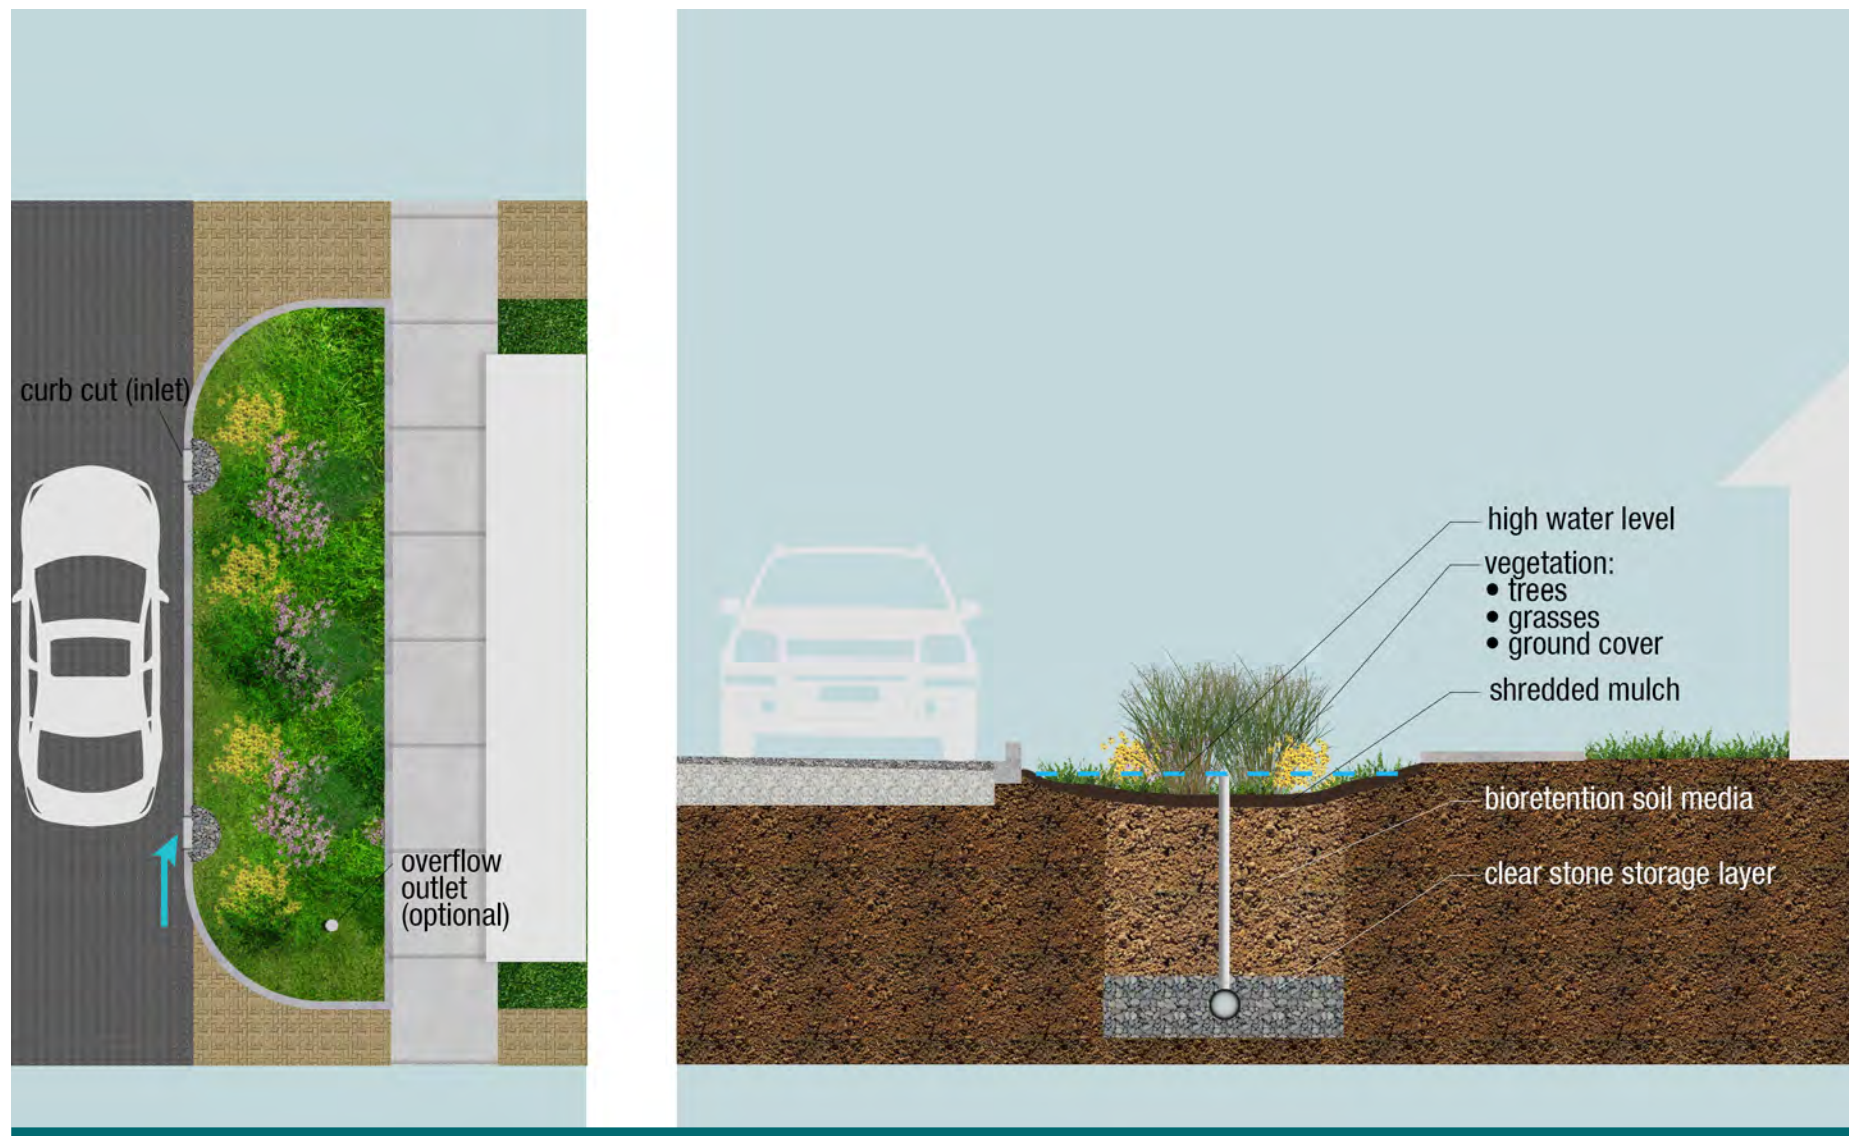 curb cut (inlet)
overflow
outlet
(optional)
high water level
vegetation:
• trees
• grasses
• ground cover
shredded mulch
bioretention soil media
clear stone storage layer